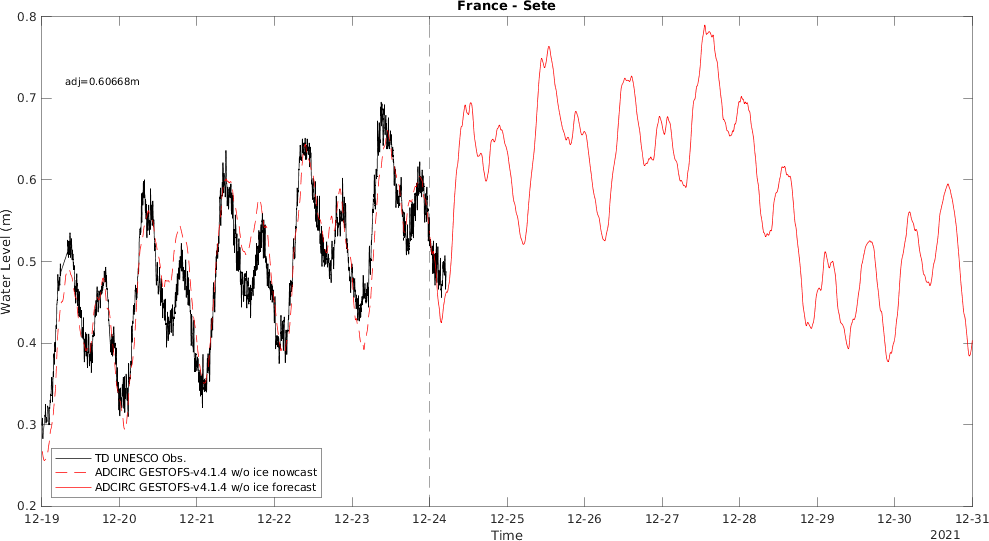 France - Sete
0.8
0.7
0.6
0.5
0.4
0.3
0.2
Water Level (m)
adj=0.60668m
TD UNESCO Obs.
ADCIRC GESTOFS-v4.1.4 w/o ice nowcast
ADCIRC GESTOFS-v4.1.4 w/o ice forecast
12-19 12-20 12-21 12-22 12-23 12-24 12-25 12-26 12-27 12-28 12-29 12-30 12-31
Time
2021